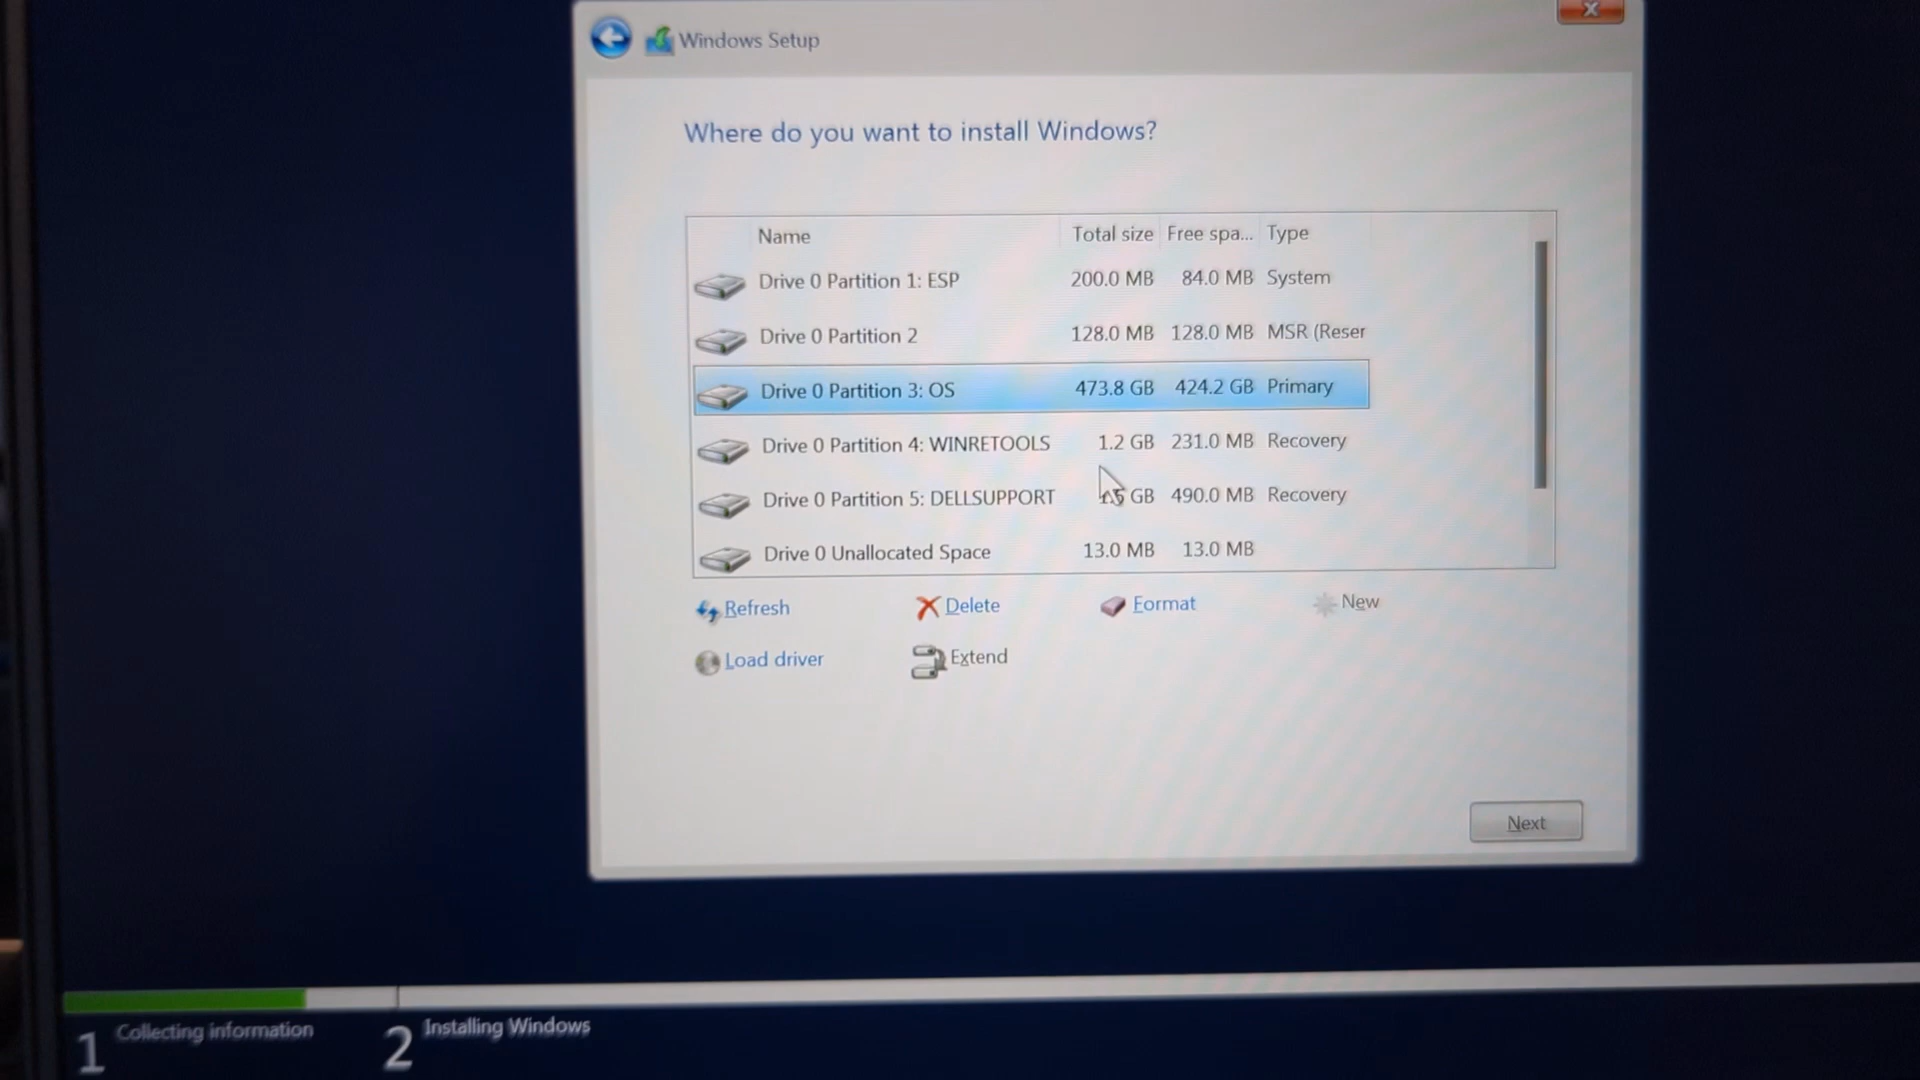 Windows Setup
Where do you want to install Windows?
Name Total size Free spa... Type
Drive 0 Partition 1: ESP 200.0 MB 84.0 MB System
Drive 0 Partition 2 128.0 MB 128.0 MB MSR (Reser
Drive 0 Partition 3: OS 473.8 GB 424.2 GB Primary
Drive 0 Partition 4: WINRETOOLS 1.2 GB 231.0 MB Recovery
Drive 0 Partition 5: DELLSUPPORT GB 490.0 MB Recovery
Drive 0 Unallocated Space 13.0 MB 13.0 MB
Refresh Delete Format New
Load driver Extend
Next
1 Collecting information 2 Installing Windows